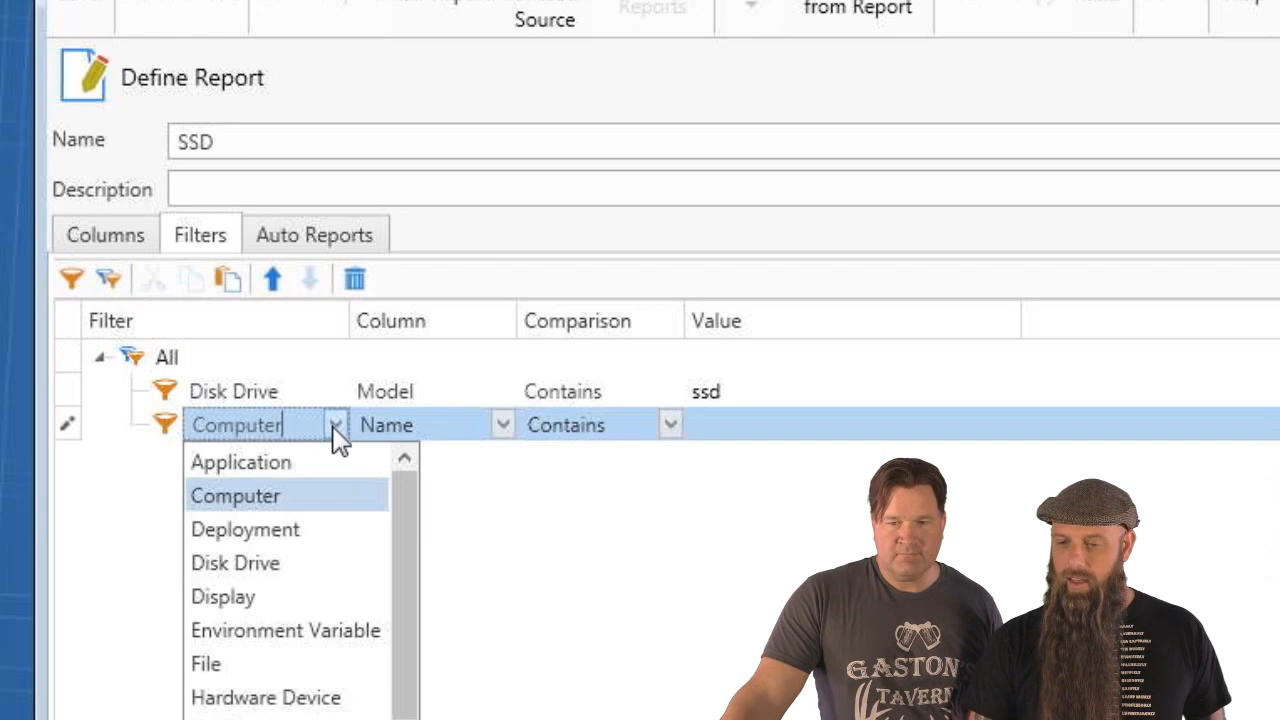 Source
Reports
from Report
Define Report
Name
SSD
Description
Columns
Filters
Auto Reports
Filter
Column
Comparison
Value
All
Disk Drive
Model
Contains
ssd
Computer
Name
Contains
Application
Computer
Deployment
Disk Drive
Display
Environment Variable
File
Hardware Device
GASTON'S
TAVERN